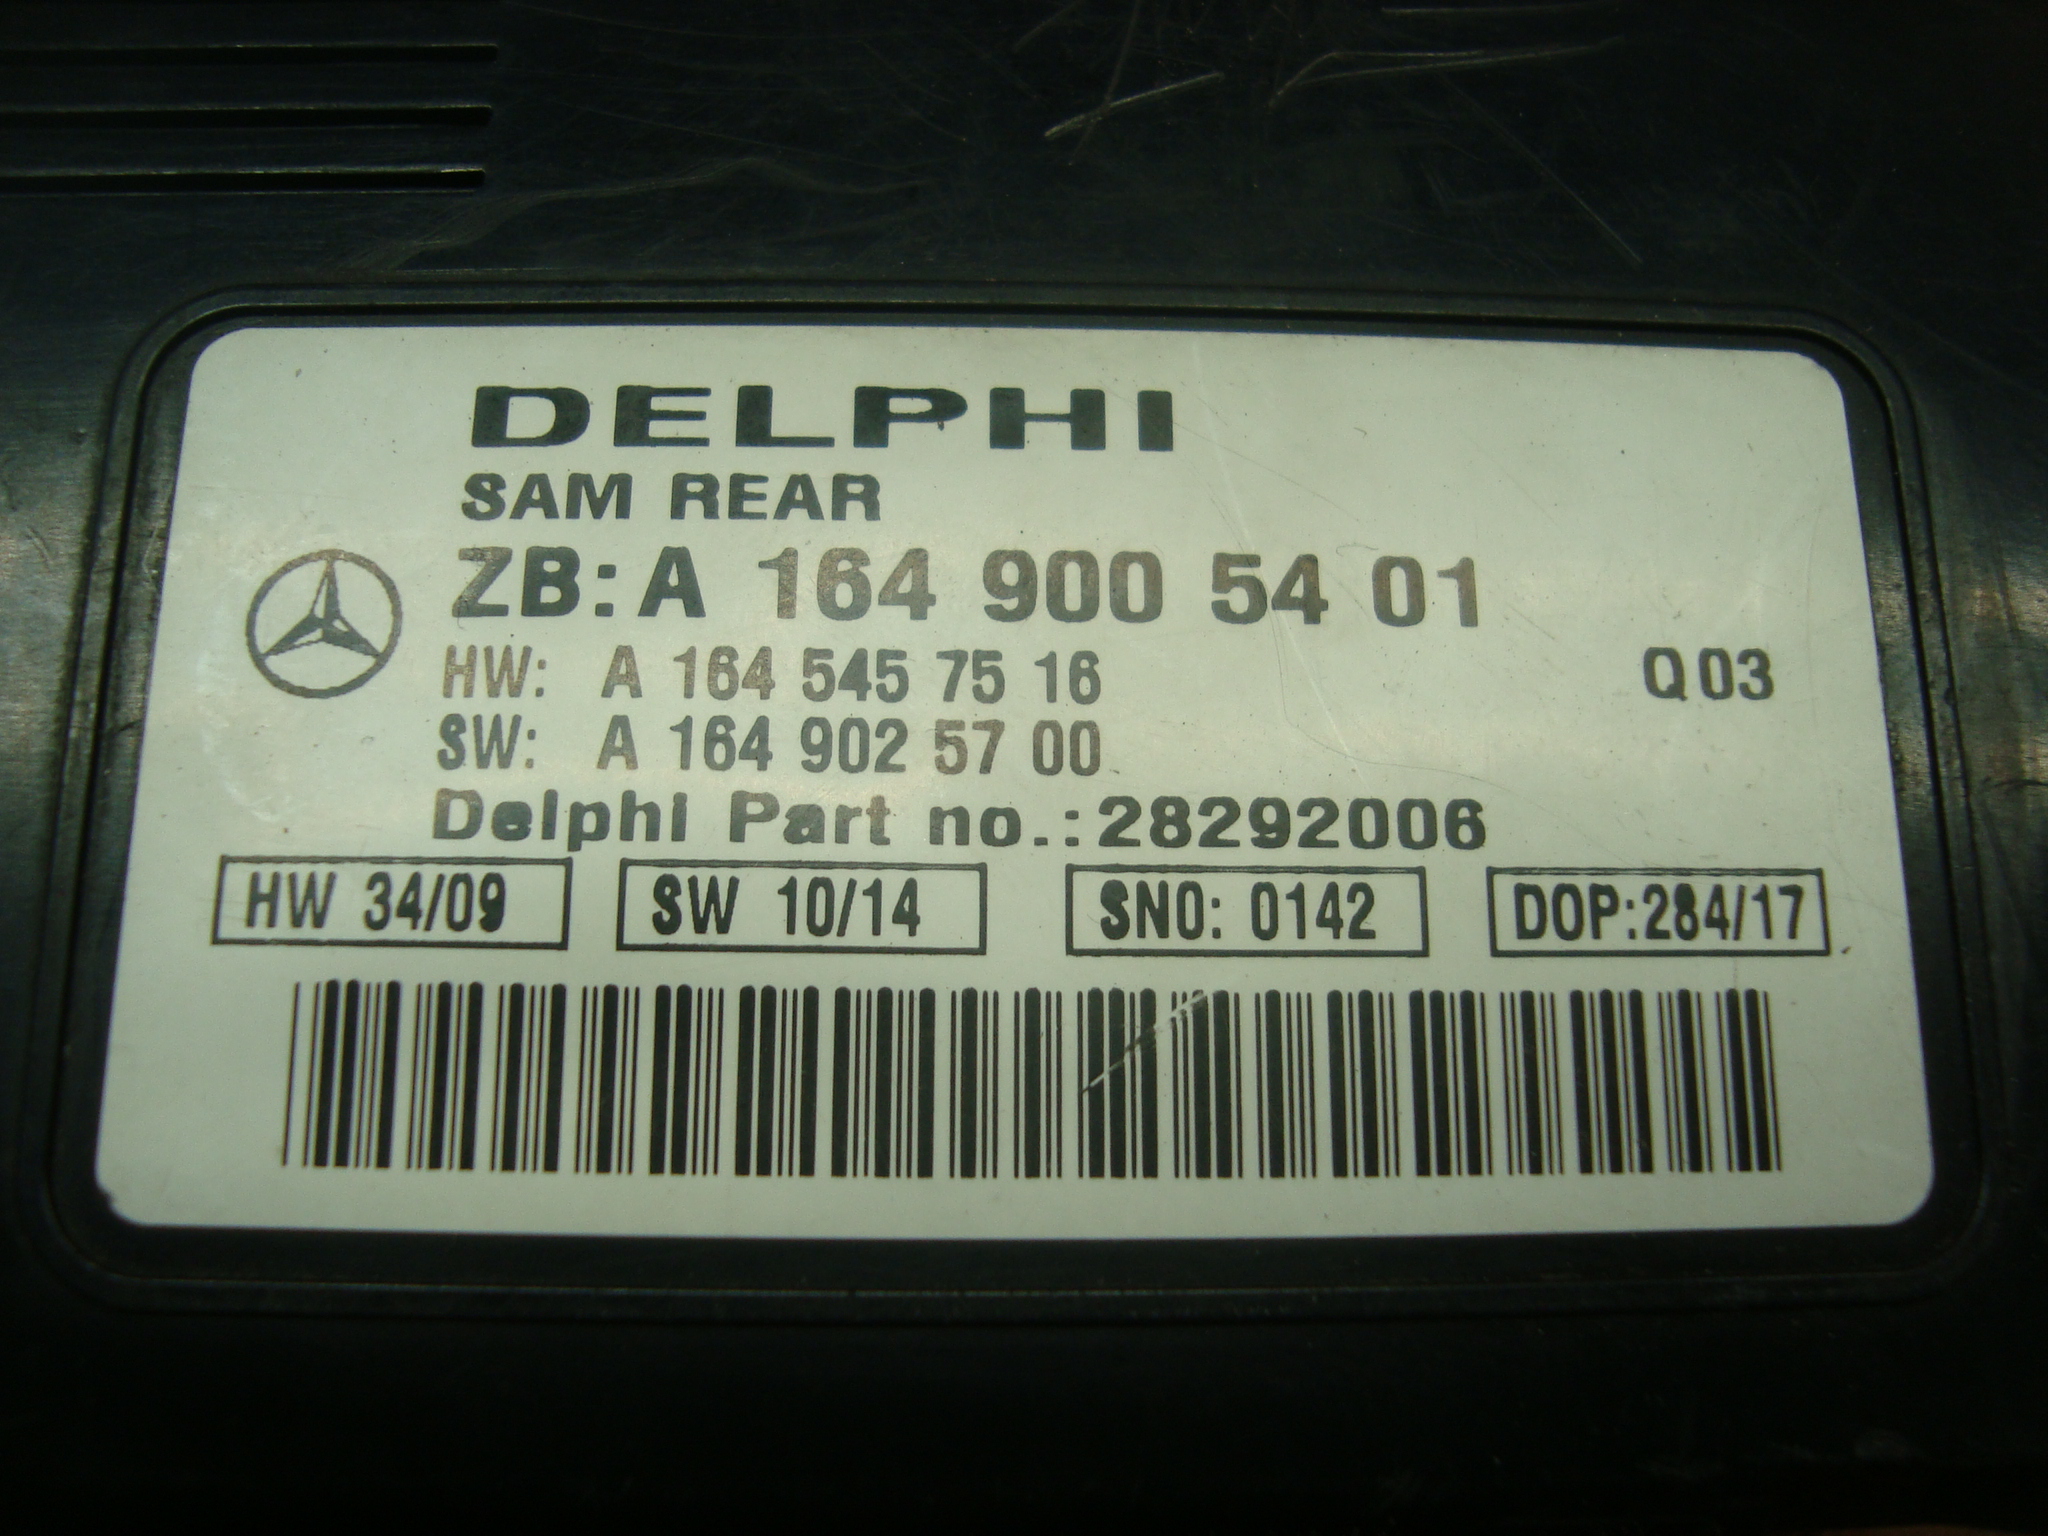 DELPHI
SAM REAR
ZB: A 164 900 54 01
HW: A 164 545 75 16
Q03
SW: A 164 902 57 00
Delphi Part no.: 28292006
HW 34/09 SW 10/14 SNO: 0142 DOP:284/17